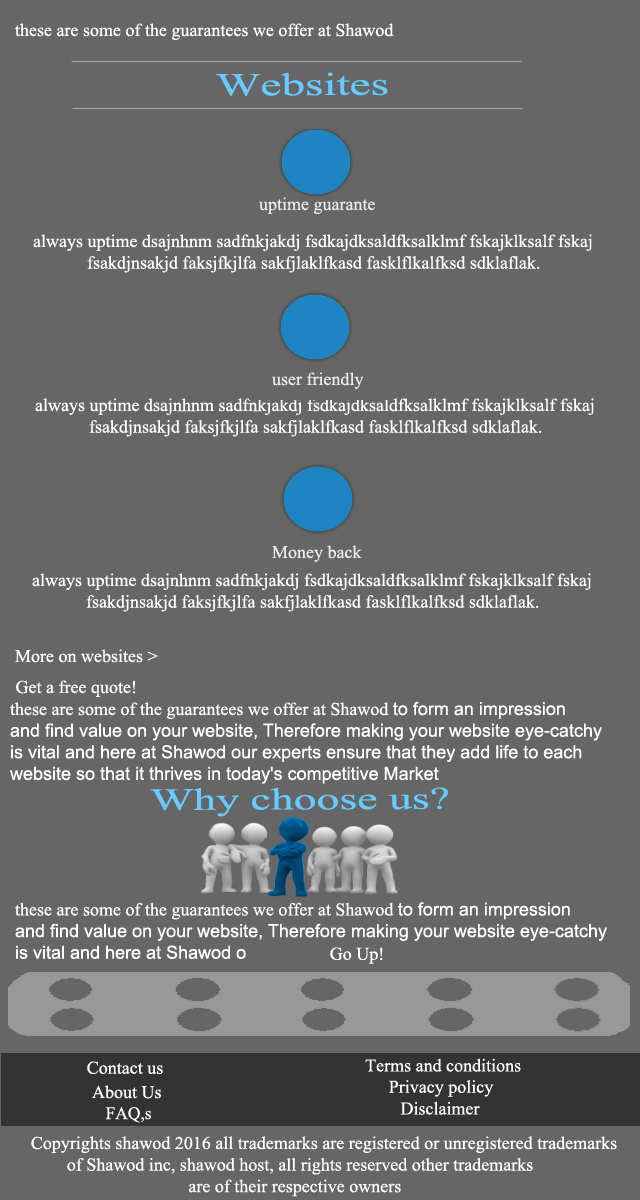 these are some of the guarantees we offer at Shawod
Websites
uptime guarante
always uptime dsajnhnm sadfnkjakdj fsdkajdksaldfksalklmf fskajklksalf fskaj
fsakdjnsakjd faksjfkjlfa sakfjlaklfkasd fasklflkalfksd sdklaflak.
user friendly
always uptime dsajnhnm sadfnkjakdj fsdkajdksaldfksalklmf fskajklksalf fskaj
fsakdjnsakjd faksjfkjlfa sakfjlaklfkasd fasklflkalfksd sdklaflak.
Money back
always uptime dsajnhnm sadfnkjakdj fsdkajdksaldfksalklmf fskajklksalf fskaj
fsakdjnsakjd faksjfkjlfa sakfjlaklfkasd fasklflkalfksd sdklaflak.
More on websites >
Get a free quote!
these are some of the guarantees we offer at Shawod to form an impression
and find value on your website, Therefore making your website eye-catchy
is vital and here at Shawod our experts ensure that they add life to each
website so that it thrives in today's competitive Market
Why choose us?
these are some of the guarantees we offer at Shawod to form an impression
and find value on your website, Therefore making your website eye-catchy
is vital and here at Shawod o
Go Up!
Contact us
About Us
FAQ,s
Terms and conditions
Privacy policy
Disclaimer
Copyrights shawod 2016 all trademarks are registered or unregistered trademarks
of Shawod inc, shawod host, all rights reserved other trademarks
are of their respective owners